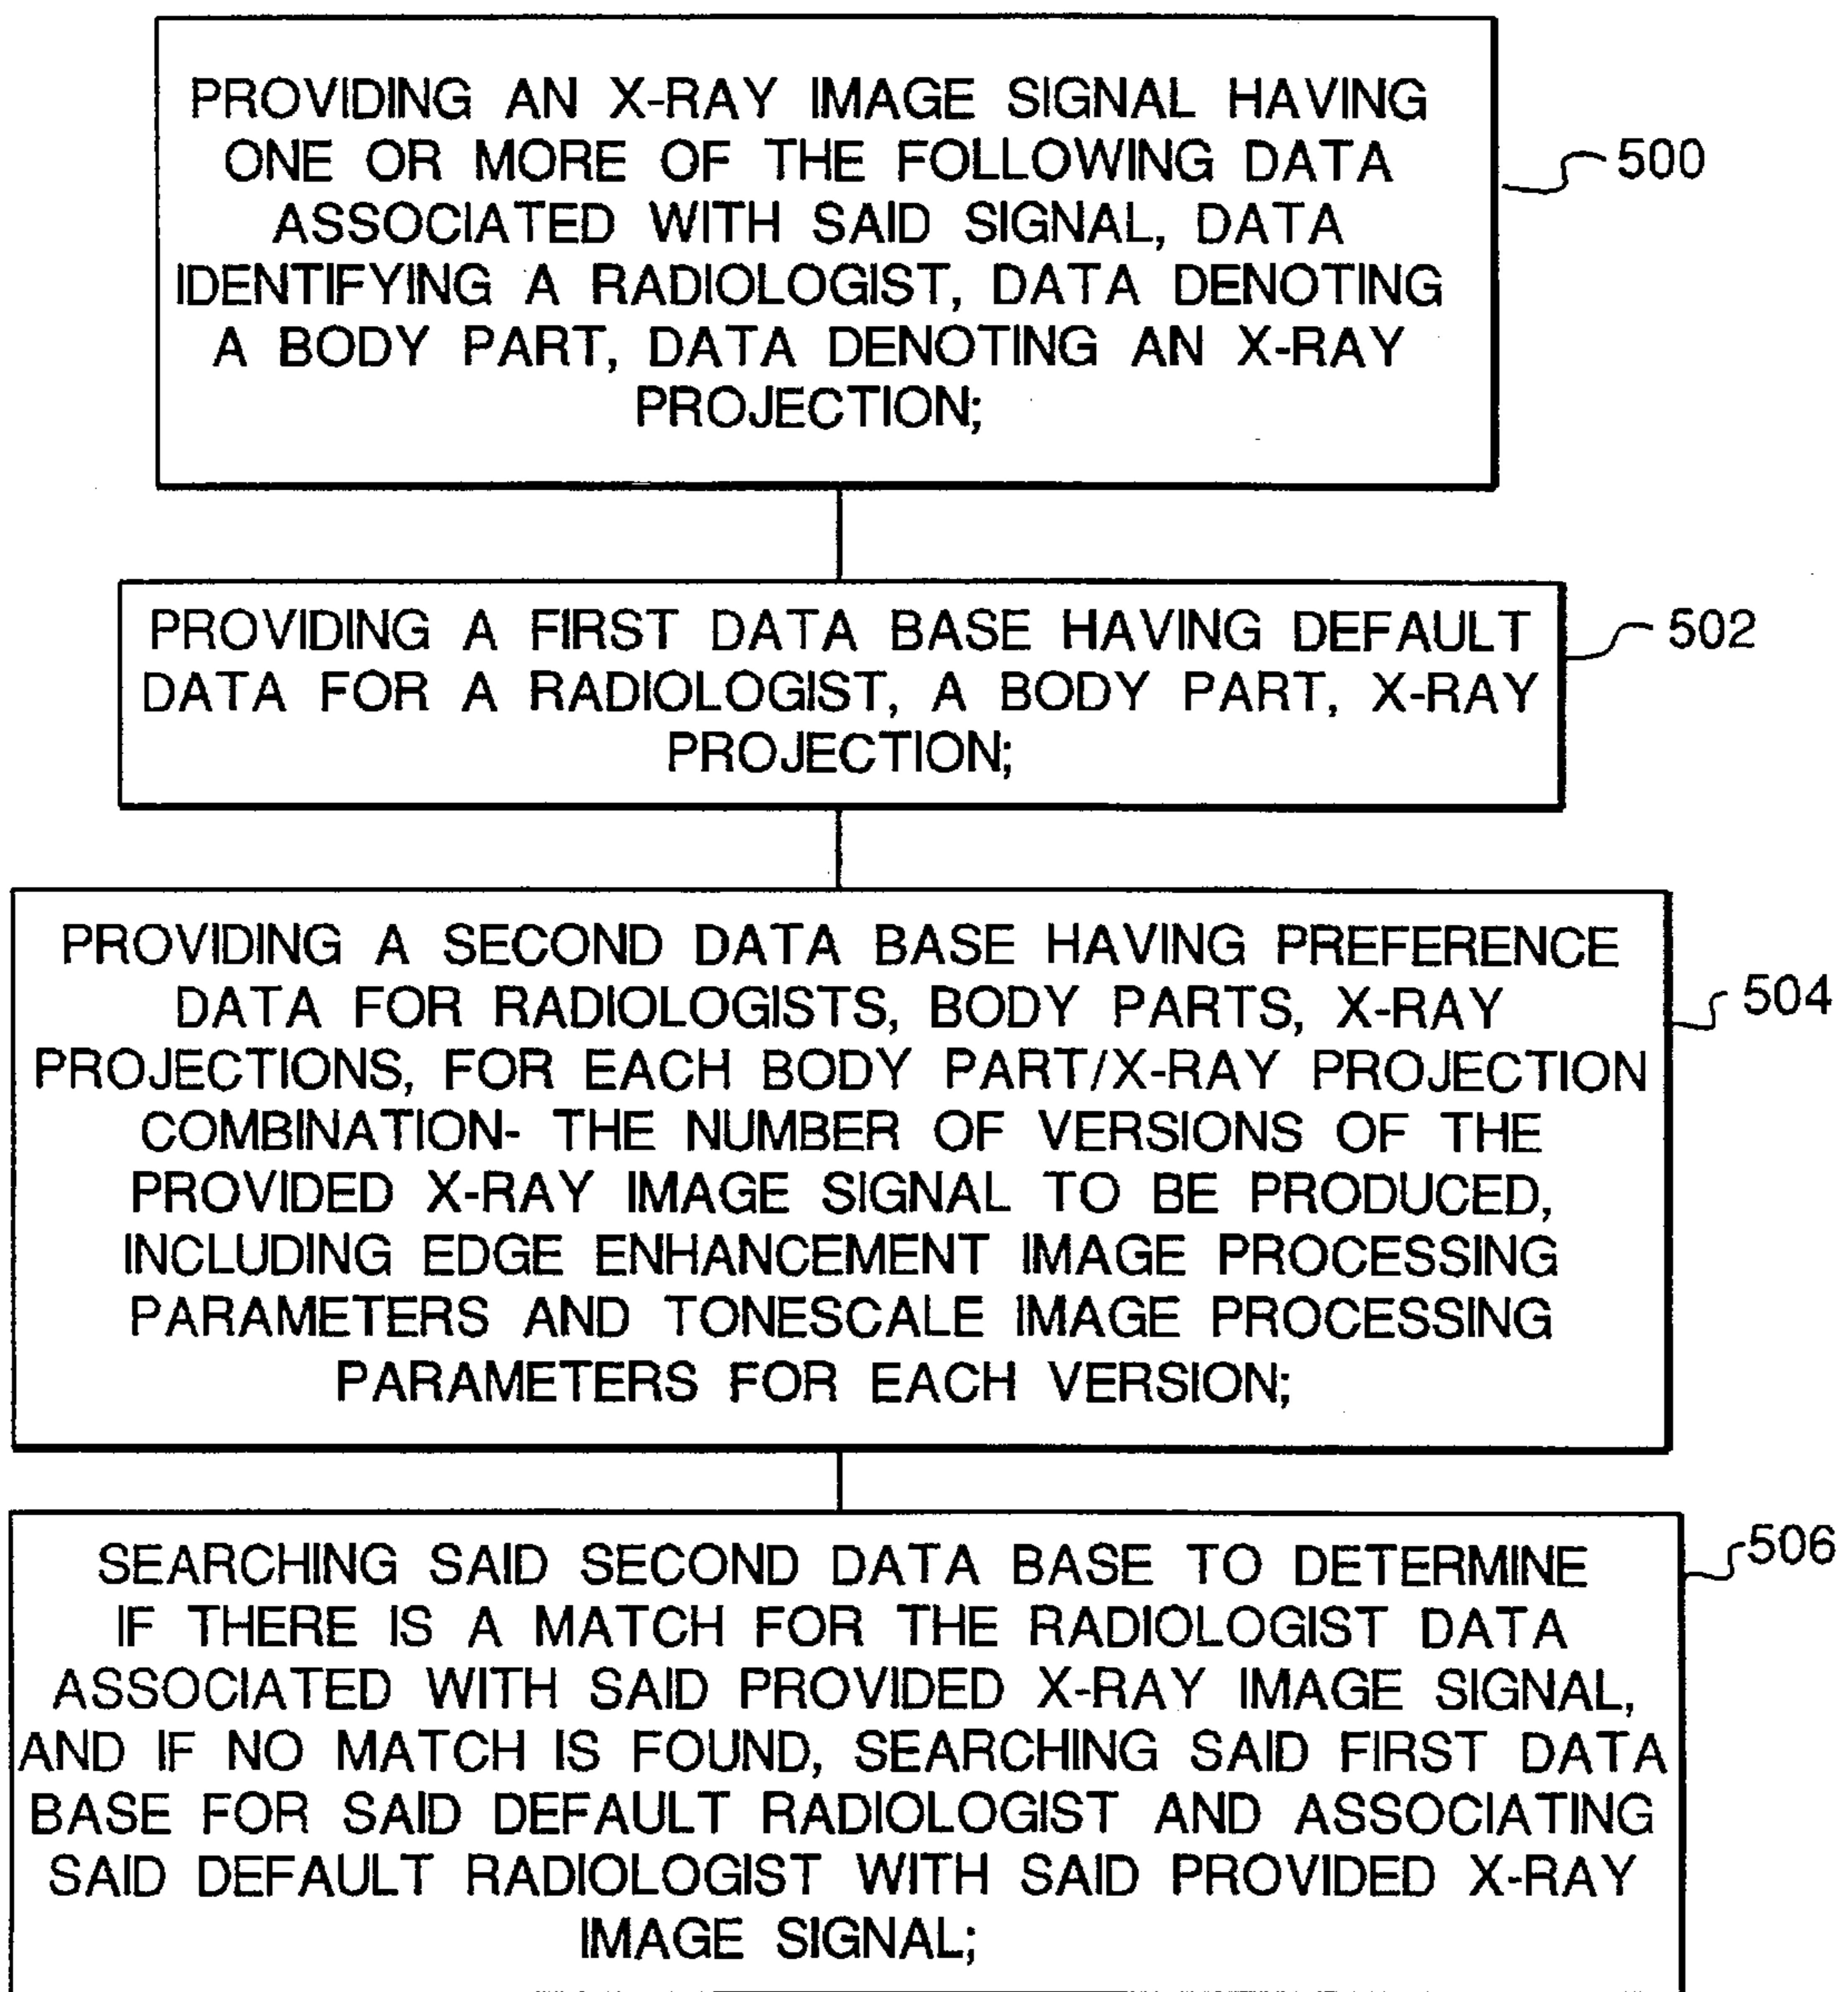 PROVIDING AN X-RAY IMAGE SIGNAL HAVING
ONE OR MORE OF THE FOLLOWING DATA
ASSOCIATED WITH SAID SIGNAL, DATA
IDENTIFYING A RADIOLOGIST, DATA DENOTING
A BODY PART, DATA DENOTING AN X-RAY
PROJECTION;
500
PROVIDING A FIRST DATA BASE HAVING DEFAULT
DATA FOR A RADIOLOGIST, A BODY PART, X-RAY
PROJECTION;
502
PROVIDING A SECOND DATA BASE HAVING PREFERENCE
DATA FOR RADIOLOGISTS, BODY PARTS, X-RAY
PROJECTIONS, FOR EACH BODY PART/X-RAY PROJECTION
COMBINATION- THE NUMBER OF VERSIONS OF THE
PROVIDED X-RAY IMAGE SIGNAL TO BE PRODUCED,
INCLUDING EDGE ENHANCEMENT IMAGE PROCESSING
PARAMETERS AND TONESCALE IMAGE PROCESSING
PARAMETERS FOR EACH VERSION;
504
SEARCHING SAID SECOND DATA BASE TO DETERMINE
IF THERE IS A MATCH FOR THE RADIOLOGIST DATA
ASSOCIATED WITH SAID PROVIDED X-RAY IMAGE SIGNAL,
AND IF NO MATCH IS FOUND, SEARCHING SAID FIRST DATA
BASE FOR SAID DEFAULT RADIOLOGIST AND ASSOCIATING
SAID DEFAULT RADIOLOGIST WITH SAID PROVIDED X-RAY
IMAGE SIGNAL;
506